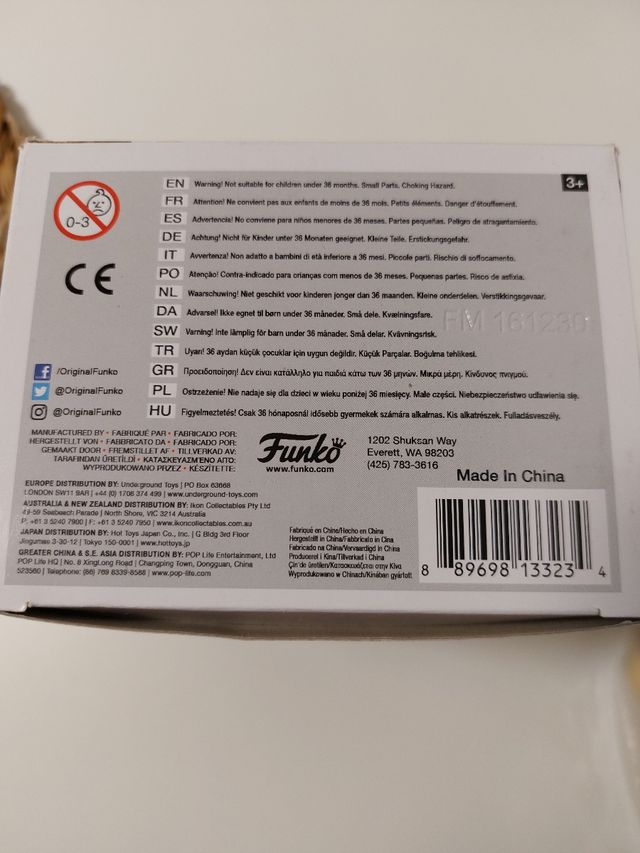 0-3
3+
EN Warning! Not suitable for children under 36 months. Small Parts. Choking Hazard.
FR Attention! Ne convient pas aux enfants de moins de 36 mois. Petits éléments. Danger d'étouffement.
ES Advertencia! No conviene para niños menores de 36 meses. Partes pequeñas. Peligro de atragantamiento.
DE Achtung! Nicht für Kinder unter 36 Monaten geeignet. Kleine Teile. Erstickungsgefahr.
IT Avvertenza! Non adatto a bambini di età inferiore a 36 mesi. Piccole parti. Rischio di soffocamento.
PO Atenção! Contra-indicado para crianças com menos de 36 meses. Pequenas partes. Risco de asfixia.
NL Waarschuwing! Niet geschikt voor kinderen jonger dan 36 maanden. Kleine onderdelen. Verstikkingsgevaar.
DA Advarsel! Ikke egnet til børn under 36 måneder. Små dele. Kvælningsfare.
SW Varning! Inte lämplig för barn under 36 månader. Små delar. Kvävningsrisk.
TR Uyarı! 36 aydan küçük çocuklar için uygun değildir. Küçük Parçalar. Boğulma tehlikesi.
GR Προειδοποίηση! Δεν είναι κατάλληλο για παιδιά κάτω των 36 μηνών. Μικρα μέρη. Κίνδυνος πνιγμού.
PL Ostrzeżenie! Nie nadaje się dla dzieci w wieku poniżej 36 miesięcy. Małe części. Niebezpieczeństwo udławienia się.
HU Figyelmeztetés! Csak 36 hónaposnál idősebb gyermekek számára alkalmas. Kis alkatrészek. Fulladásveszély.
CE
FM 161230
/OriginalFunko
@OriginalFunko
@OriginalFunko
MANUFACTURED BY • FABRIQUÉ PAR • FABRICADO POR:
HERGESTELLT VON • FABBRICATO DA • FABRICADO POR:
GEMAAKT DOOR • FREMSTILLET AF • TILLVERKAD AV:
TARAFINDAN ÜRETİLDİ • ΚΑΤΑΣΚΕΥΑΖΜΕΝΟ ΑΠΟ:
WYPRODUKOWANO PRZEZ • KÉSZÍTETTE:
Funko
www.funko.com
1202 Shuksan Way
Everett, WA 98203
(425) 783-3616
Made In China
EUROPE DISTRIBUTION BY: Underground Toys | PO Box 63668
LONDON SW11 9AR | +44 (0) 1708 374 499 | www.underground-toys.com
AUSTRALIA & NEW ZEALAND DISTRIBUTION BY: Ikon Collectables Pty Ltd
49-59 Seabeach Parade | North Shore, VIC 3214 Australia
P: +61 3 5240 7900 | F: +61 3 5240 7950 | www.ikoncollectables.com.au
JAPAN DISTRIBUTION BY: Hot Toys Japan Co., Inc. | G Bldg 3rd Floor
Jingumae 3-30-12 | Tokyo 150-0001 | www.hottoys.jp
GREATER CHINA & S.E. ASIA DISTRIBUTION BY: POP Life Entertainment, Ltd
POP Life HQ | No. 8 XingLong Road | Changping Town, Dongguan, China
523560 | Telephone: (86) 769 8339-8588 | www.pop-life.com
Fabriqué en China/Hecho en China
Hergestellt in China/Fabbricato in Cina
Fabricado na China/Vervaardigd in China
Producerel i Kina/Tillverkad i China
Çin'de üretilen/Κατασκευάζεται στην Κίνα
Wyprodukowano w Chinach/Kínában gyártott
8 89698 13323 4